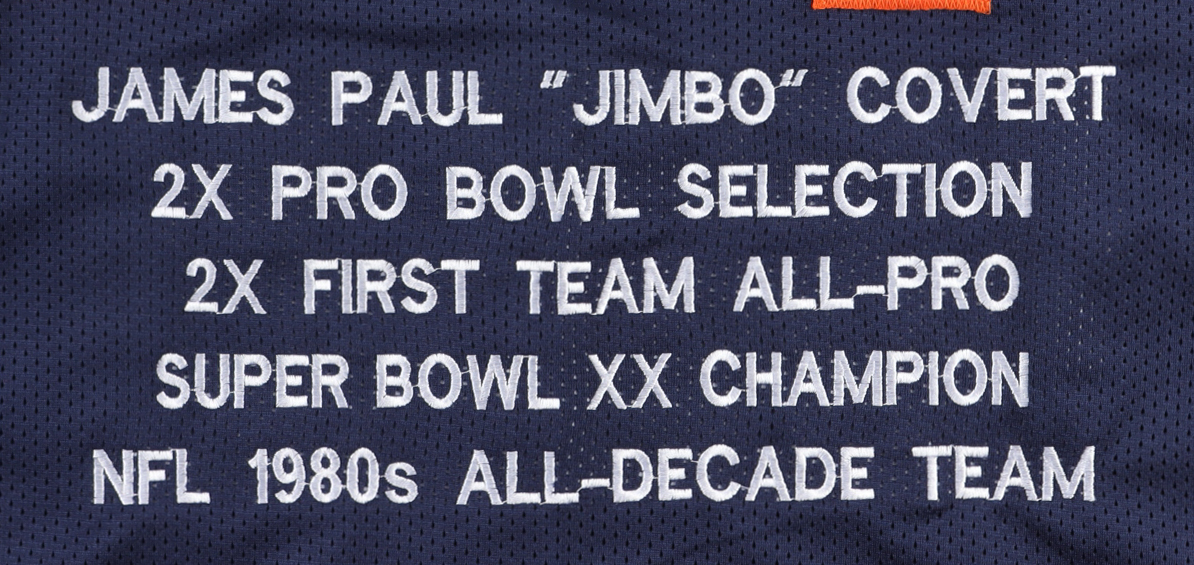 JAMES PAUL “JIMBO“ COVERT
2X PRO BOWL SELECTION
2X FIRST TEAM ALL-PRO
SUPER BOWL XX CHAMPION
NFL 1980s ALL-DECADE TEAM